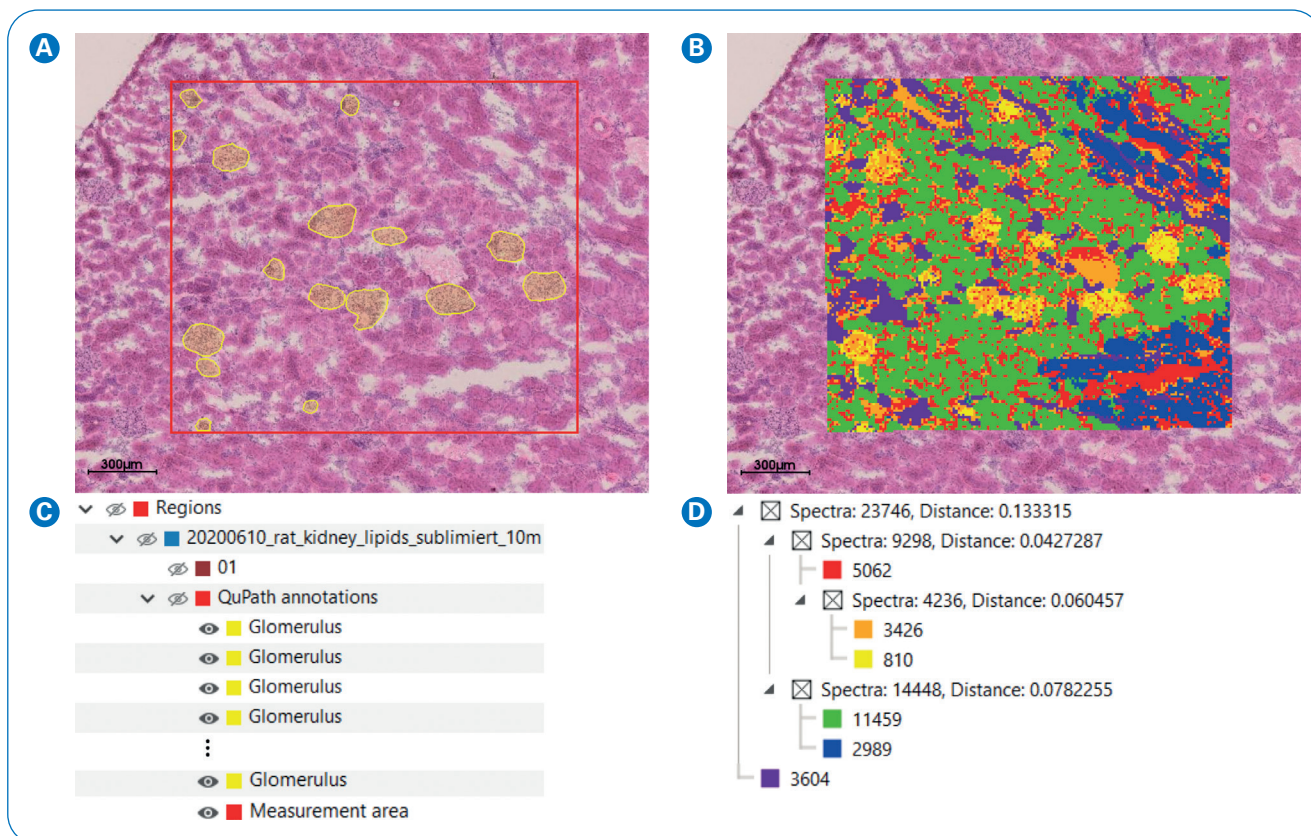 A
B
300µm
300µm
C
Regions
20200610_rat_kidney_lipids_sublimiert_10m
01
QuPath annotations
Glomerulus
Glomerulus
Glomerulus
Glomerulus
⋮
Glomerulus
Measurement area
D
Spectra: 23746, Distance: 0.133315
Spectra: 9298, Distance: 0.0427287
5062
Spectra: 4236, Distance: 0.060457
3426
810
Spectra: 14448, Distance: 0.0782255
11459
2989
3604